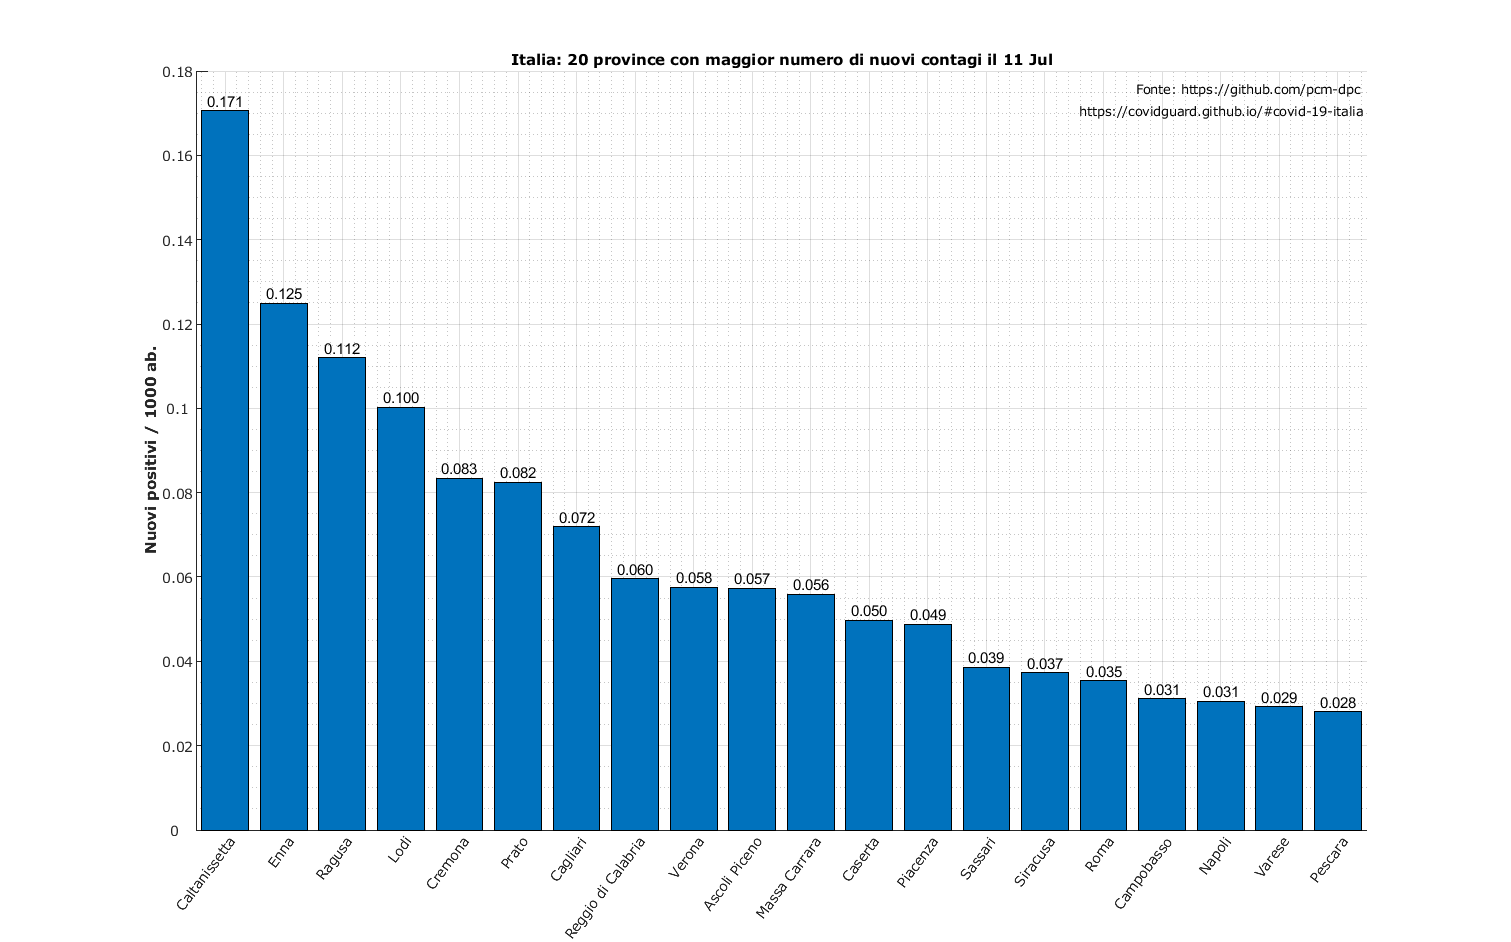 Italia: 20 province con maggior numero di nuovi contagi il 11 Jul
Fonte: https://github.com/pcm-dpc
https://covidguard.github.io/#covid-19-italia
Nuovi positivi / 1000 ab.
0.18
0.16
0.14
0.12
0.1
0.08
0.06
0.04
0.02
0
0.171
0.125
0.112
0.100
0.083
0.082
0.072
0.060
0.058
0.057
0.056
0.050
0.049
0.039
0.037
0.035
0.031
0.031
0.029
0.028
Caltanissetta
Enna
Ragusa
Lodi
Cremona
Prato
Cagliari
Reggio di Calabria
Verona
Ascoli Piceno
Massa Carrara
Caserta
Piacenza
Sassari
Siracusa
Roma
Campobasso
Napoli
Varese
Pescara